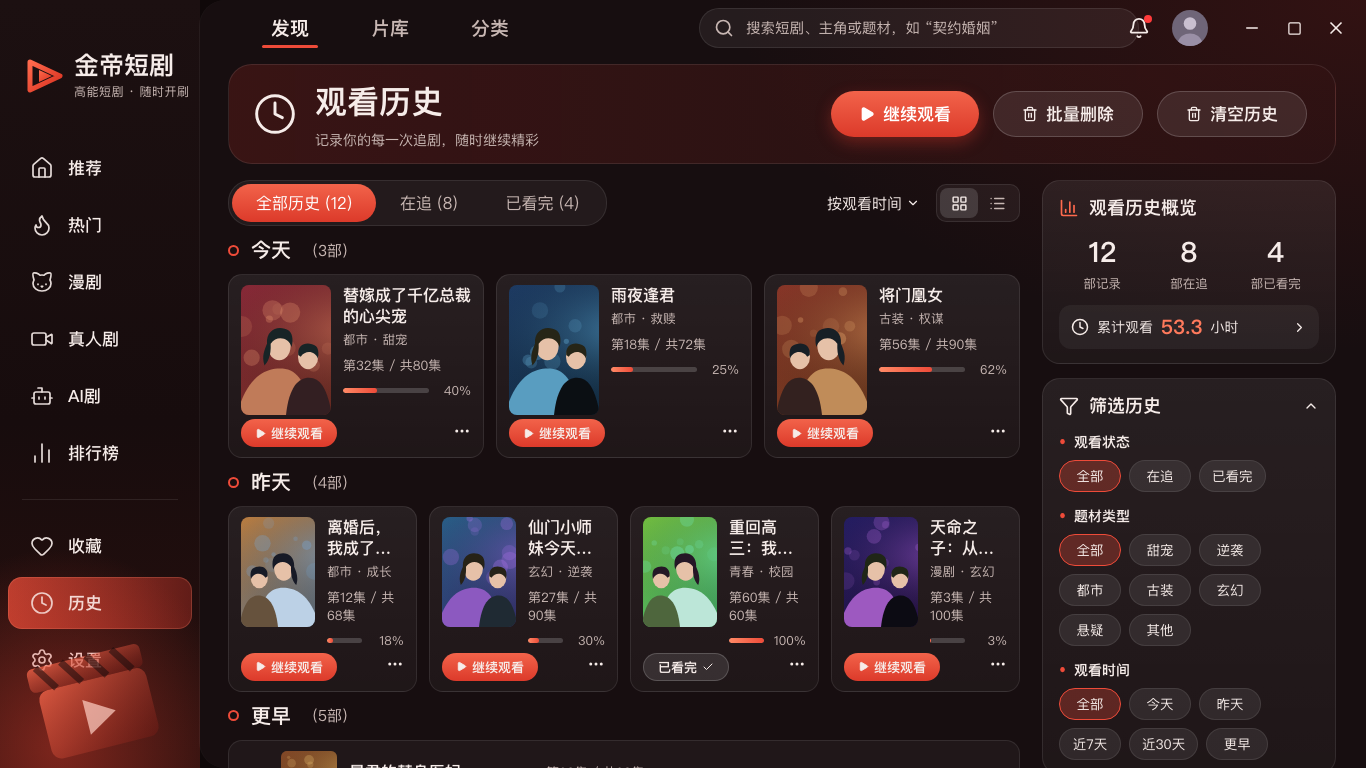 金帝短剧
高能短剧 · 随时开刷
推荐
热门
漫剧
真人剧
AI剧
排行榜
收藏
历史
设置
发现 片库 分类
搜索短剧、主角或题材，如 “契约婚姻”
观看历史
记录你的每一次追剧，随时继续精彩
继续观看 批量删除 清空历史
全部历史 (12) 在追 (8) 已看完 (4)
按观看时间
今天 (3部)
替嫁成了千亿总裁
的心尖宠
都市 · 甜宠
第32集 / 共80集
40%
继续观看
雨夜逢君
都市 · 救赎
第18集 / 共72集
25%
继续观看
将门凰女
古装 · 权谋
第56集 / 共90集
62%
继续观看
昨天 (4部)
离婚后，
我成了...
都市 · 成长
第12集 / 共
68集
18%
继续观看
仙门小师
妹今天...
玄幻 · 逆袭
第27集 / 共
90集
30%
继续观看
重回高
三：我...
青春 · 校园
第60集 / 共
60集
100%
已看完
天命之
子：从...
漫剧 · 玄幻
第3集 / 共
100集
3%
继续观看
更早 (5部)
观看历史概览
12 8 4
部记录 部在追 部已看完
累计观看 53.3 小时
筛选历史
观看状态
全部 在追 已看完
题材类型
全部 甜宠 逆袭
都市 古装 玄幻
悬疑 其他
观看时间
全部 今天 昨天
近7天 近30天 更早